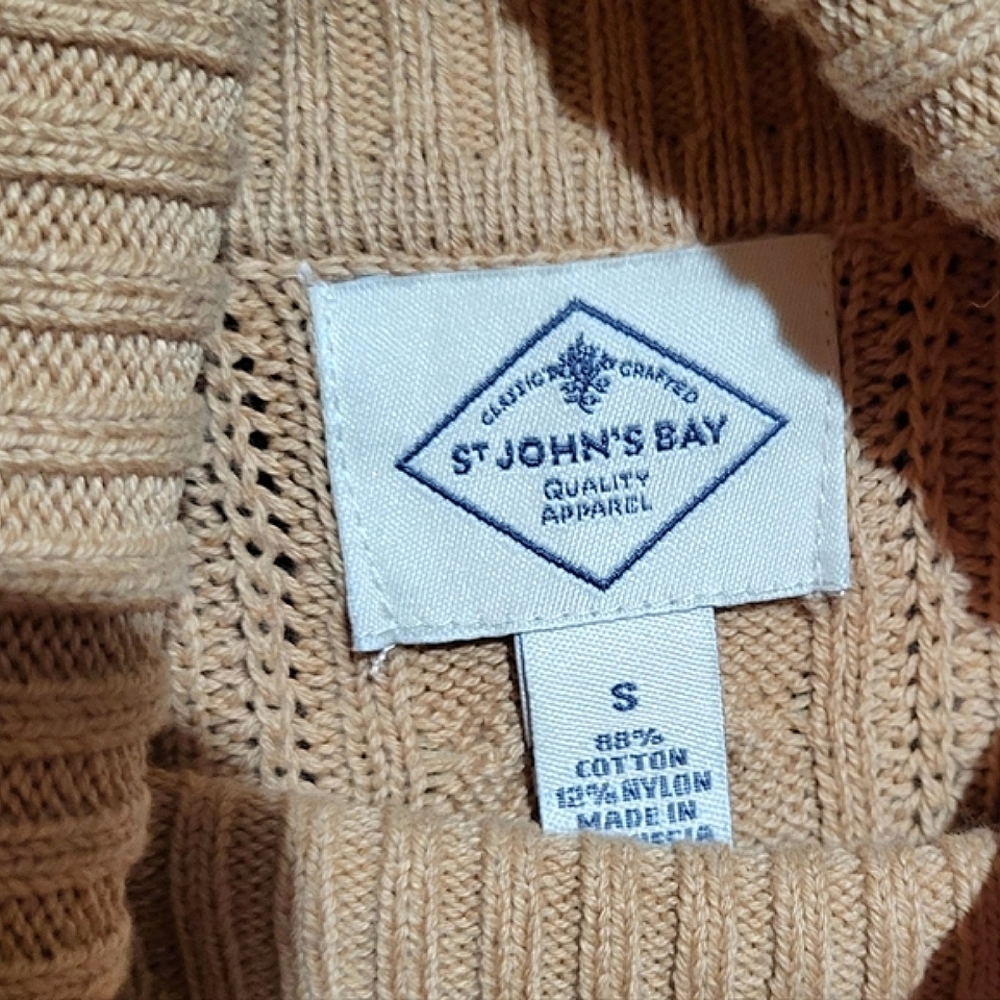 CLASSIC CRAFTED
ST JOHN'S BAY
QUALITY
APPAREL
S
88%
COTTON
12% NYLON
MADE IN